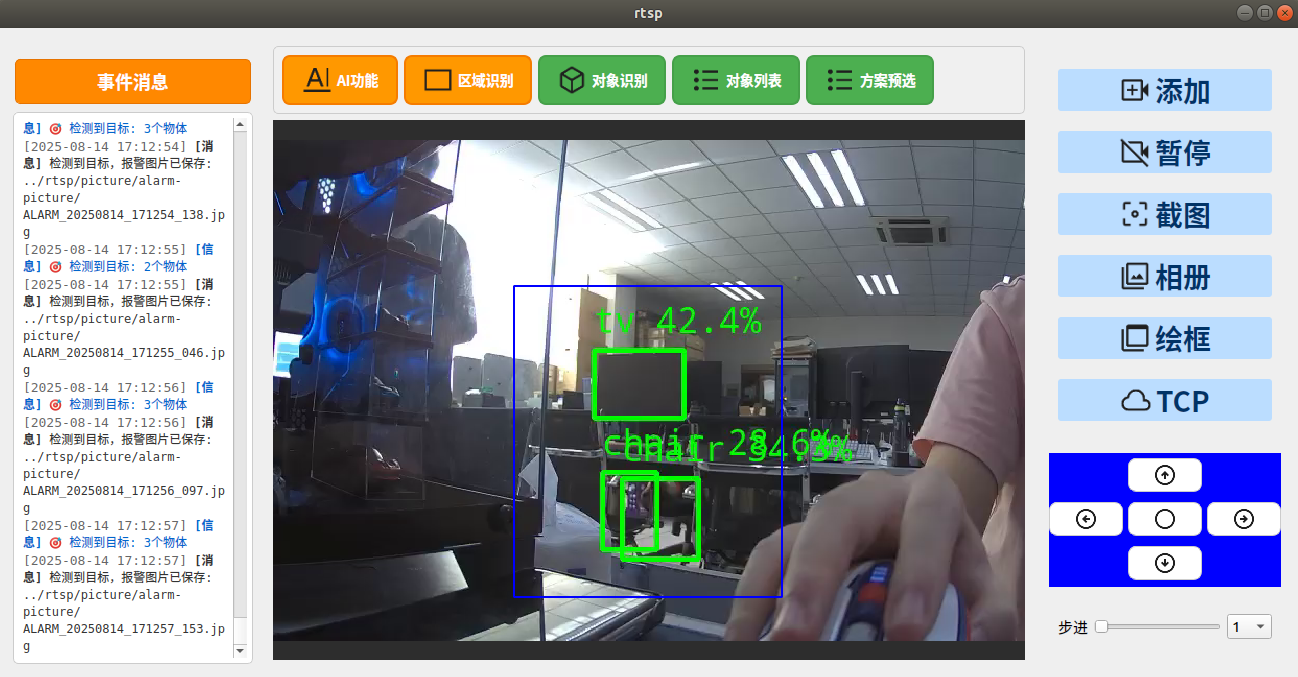 rtsp
事件消息
息] 🎯 检测到目标: 3个物体
[2025-08-14 17:12:54] [消
息] 检测到目标，报警图片已保存:
../rtsp/picture/alarm-
picture/
ALARM_20250814_171254_138.jp
g
[2025-08-14 17:12:55] [信
息] 🎯 检测到目标: 2个物体
[2025-08-14 17:12:55] [消
息] 检测到目标，报警图片已保存:
../rtsp/picture/alarm-
picture/
ALARM_20250814_171255_046.jp
g
[2025-08-14 17:12:56] [信
息] 🎯 检测到目标: 3个物体
[2025-08-14 17:12:56] [消
息] 检测到目标，报警图片已保存:
../rtsp/picture/alarm-
picture/
ALARM_20250814_171256_097.jp
g
[2025-08-14 17:12:57] [信
息] 🎯 检测到目标: 3个物体
[2025-08-14 17:12:57] [消
息] 检测到目标，报警图片已保存:
../rtsp/picture/alarm-
picture/
ALARM_20250814_171257_153.jp
g
AI AI功能
区域识别
对象识别
对象列表
方案预选
tv 42.4%
chair 28.6%
chair
添加
暂停
截图
相册
绘框
TCP
步进
1